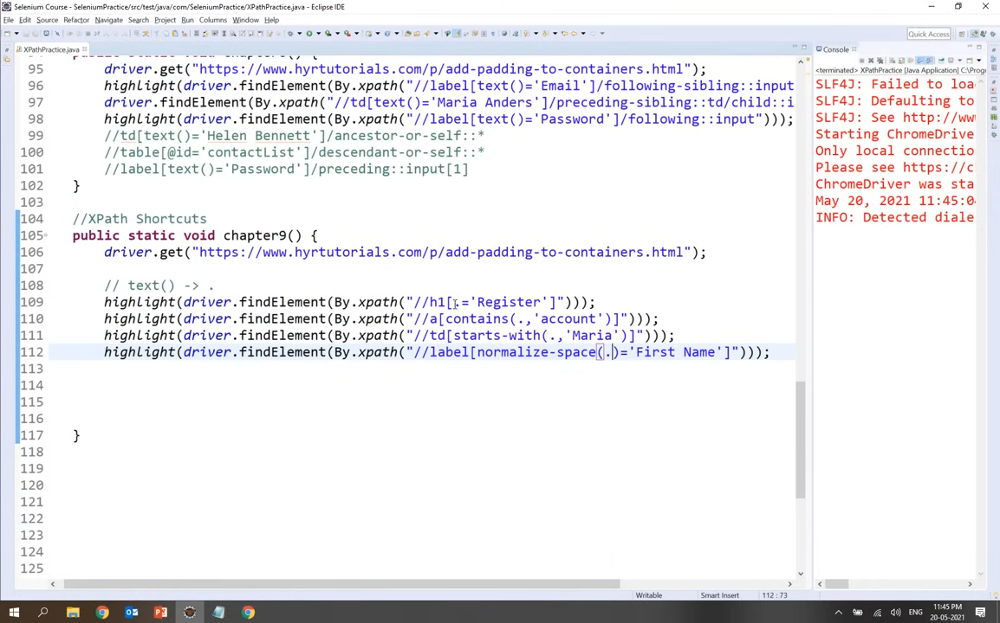 Selenium Course - SeleniumPractice/src/test/java/com/SeleniumPractice/XPathPractice.java - Eclipse IDE
File Edit Source Refactor Navigate Search Project Run Columns Window Help
Quick Access
XPathPractice.java
95 driver.get("https://www.hyrtutorials.com/p/add-padding-to-containers.html");
96 highlight(driver.findElement(By.xpath("//label[text()='Email']/following-sibling::input
97 driver.findElement(By.xpath("//td[text()='Maria Anders']/preceding-sibling::td/child::i
98 highlight(driver.findElement(By.xpath("//label[text()='Password']/following::input")));
99 //td[text()='Helen Bennett']/ancestor-or-self::*
100 //table[@id='contactList']/descendant-or-self::*
101 //label[text()='Password']/preceding::input[1]
102 }
103
104 //XPath Shortcuts
105 public static void chapter9() {
106 driver.get("https://www.hyrtutorials.com/p/add-padding-to-containers.html");
107
108 // text() -> .
109 highlight(driver.findElement(By.xpath("//h1[.='Register']")));
110 highlight(driver.findElement(By.xpath("//a[contains(.,'account')]")));
111 highlight(driver.findElement(By.xpath("//td[starts-with(.,'Maria')]")));
112 highlight(driver.findElement(By.xpath("//label[normalize-space(.)='First Name']")));
113
114
115
116
117 }
118
119
120
121
122
123
124
125
Console
<terminated> XPathPractice [Java Application] C:\Prog
SLF4J: Failed to loa
SLF4J: Defaulting to
SLF4J: See http://ww
Starting ChromeDrive
Only local connectio
Please see https://c
ChromeDriver was sta
May 20, 2021 11:45:0
INFO: Detected diale
Writable Smart Insert 112 : 73
ENG
11:45 PM
20-05-2021